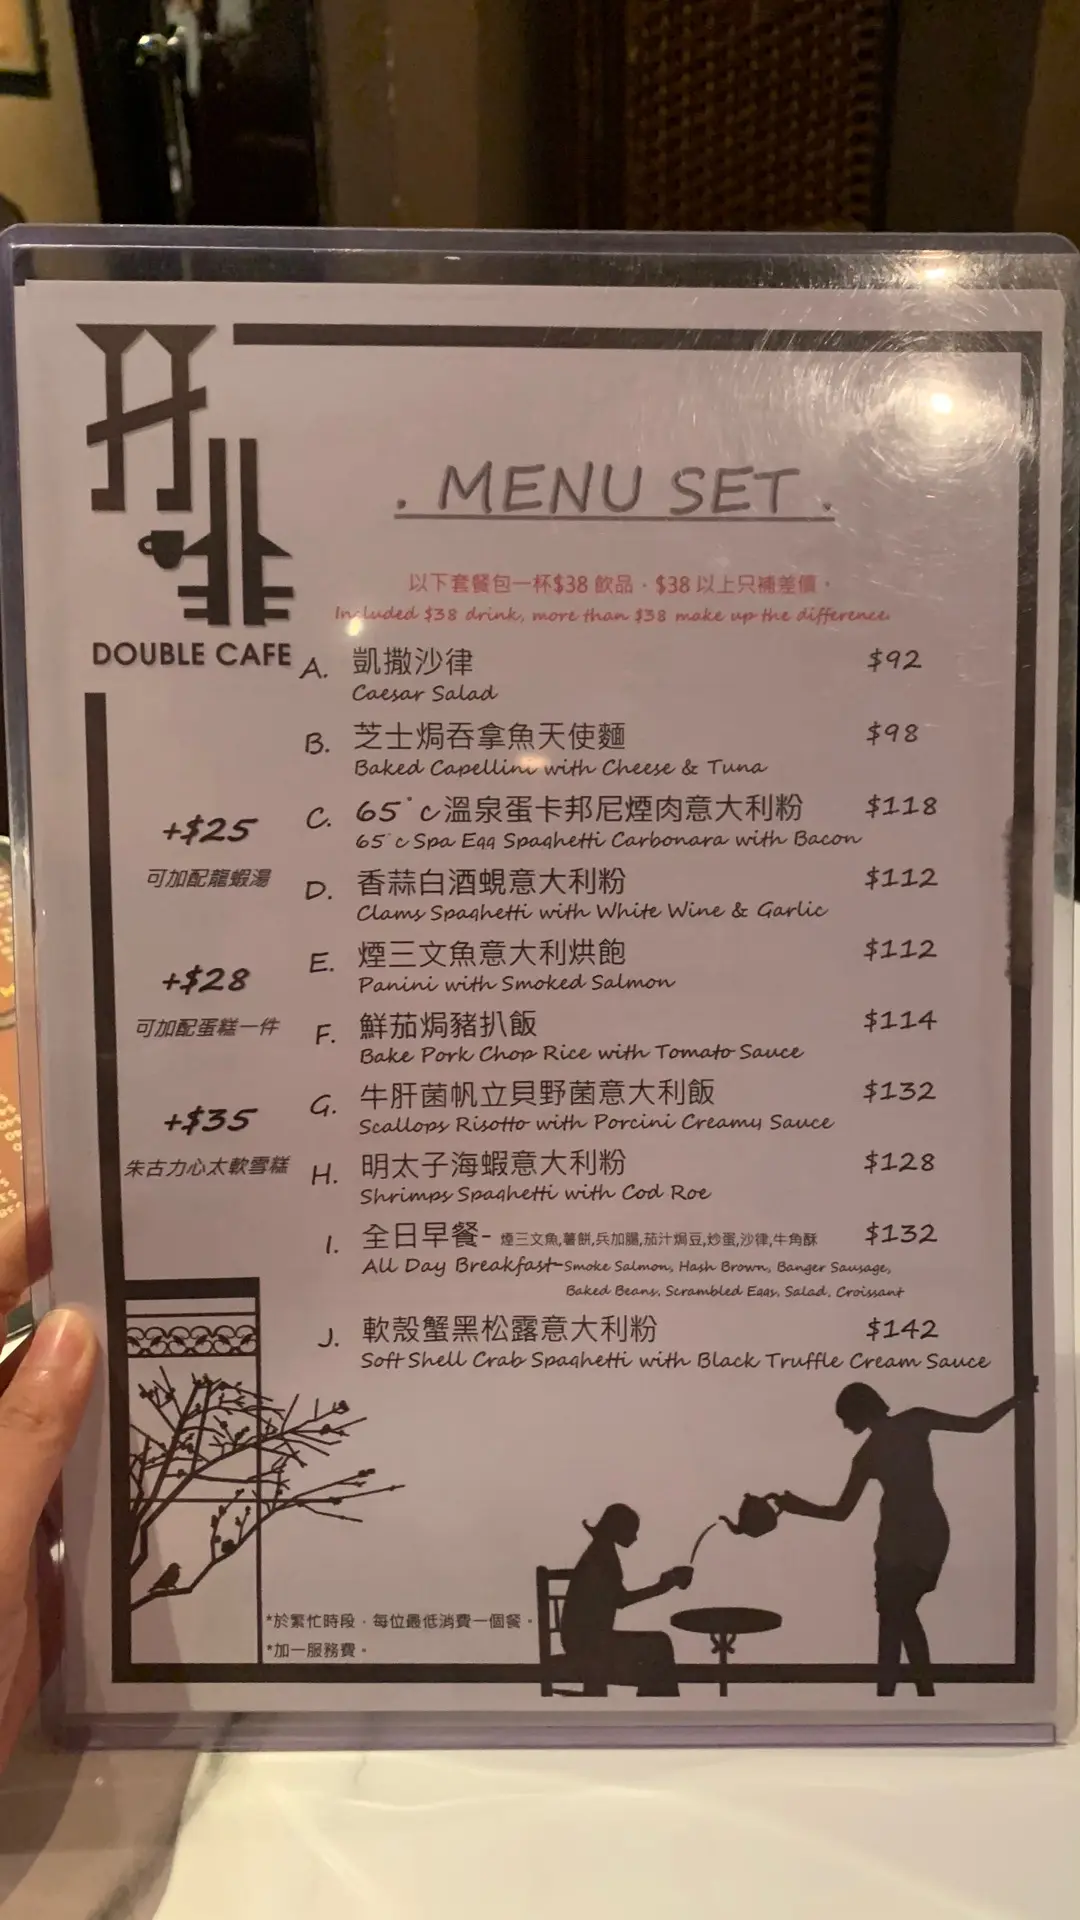 DOUBLE CAFE
. MENU SET .
以下套餐包一杯$38 飲品，$38 以上只補差價。
Included $38 drink, more than $38 make up the difference.
A. 凱撒沙律 $92
Caesar Salad
B. 芝士焗吞拿魚天使麵 $98
Baked Capellini with Cheese & Tuna
C. 65°c溫泉蛋卡邦尼煙肉意大利粉 $118
65°c Spa Egg Spaghetti Carbonara with Bacon
D. 香蒜白酒蜆意大利粉 $112
Clams Spaghetti with White Wine & Garlic
E. 煙三文魚意大利烘飽 $112
Panini with Smoked Salmon
F. 鮮茄焗豬扒飯 $114
Bake Pork Chop Rice with Tomato Sauce
G. 牛肝菌帆立貝野菌意大利飯 $132
Scallops Risotto with Porcini Creamy Sauce
H. 明太子海蝦意大利粉 $128
Shrimps Spaghetti with Cod Roe
I. 全日早餐- 煙三文魚,薯餅,兵加腸,茄汁焗豆,炒蛋,沙律,牛角酥 $132
All Day Breakfast-Smoke Salmon, Hash Brown, Banger Sausage,
Baked Beans, Scrambled Eggs, Salad, Croissant
J. 軟殼蟹黑松露意大利粉 $142
Soft Shell Crab Spaghetti with Black Truffle Cream Sauce
+$25
可加配龍蝦湯
+$28
可加配蛋糕一件
+$35
朱古力心太軟雪糕
*於繁忙時段，每位最低消費一個餐。
*加一服務費。